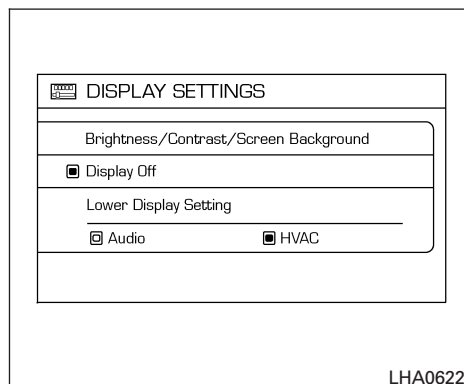 DISPLAY SETTINGS
Brightness/Contrast/Screen Background
Display Off
Lower Display Setting
Audio HVAC
LHA0622